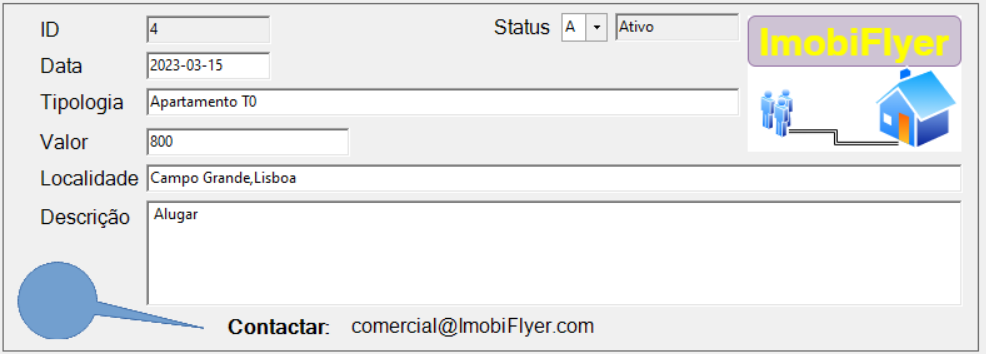 ID 4 Status A Ativo
ImobiFlyer
Data 2023-03-15
Tipologia Apartamento T0
Valor 800
Localidade Campo Grande,Lisboa
Descrição Alugar
Contactar: comercial@ImobiFlyer.com